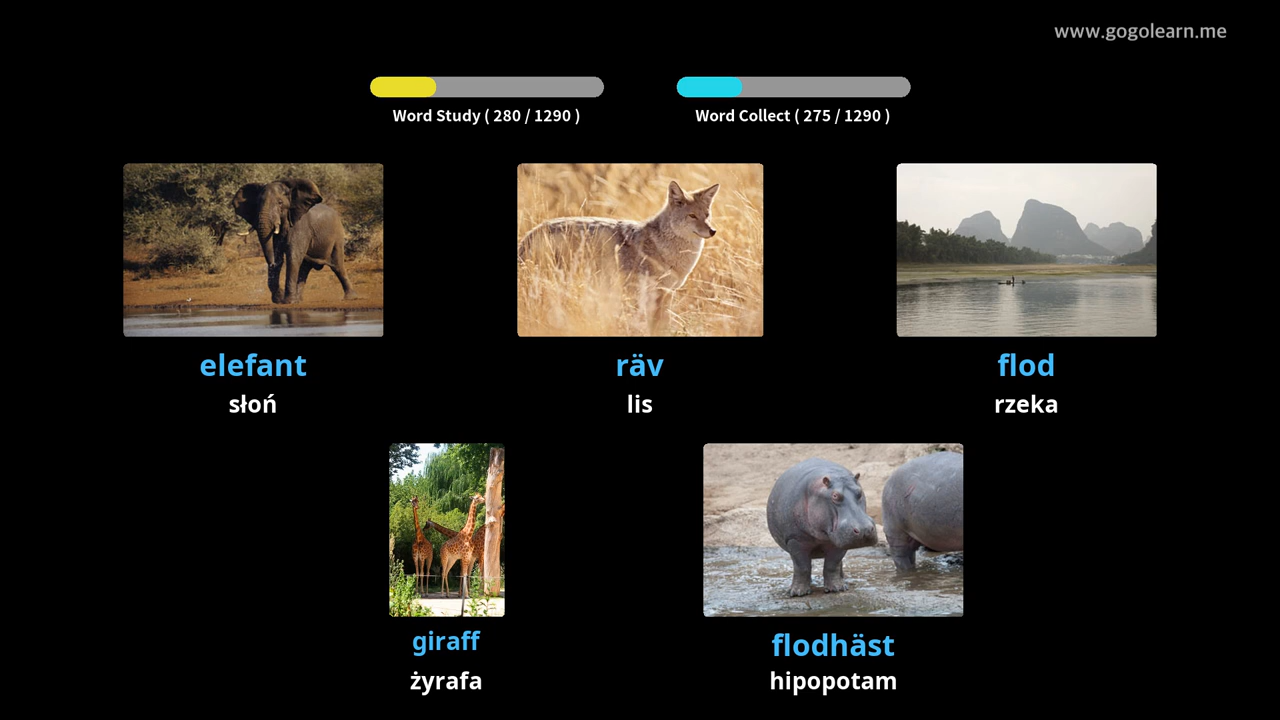 www.gogolearn.me
Word Study ( 280 / 1290 )
Word Collect ( 275 / 1290 )
elefant
słoń
räv
lis
flod
rzeka
giraff
żyrafa
flodhäst
hipopotam